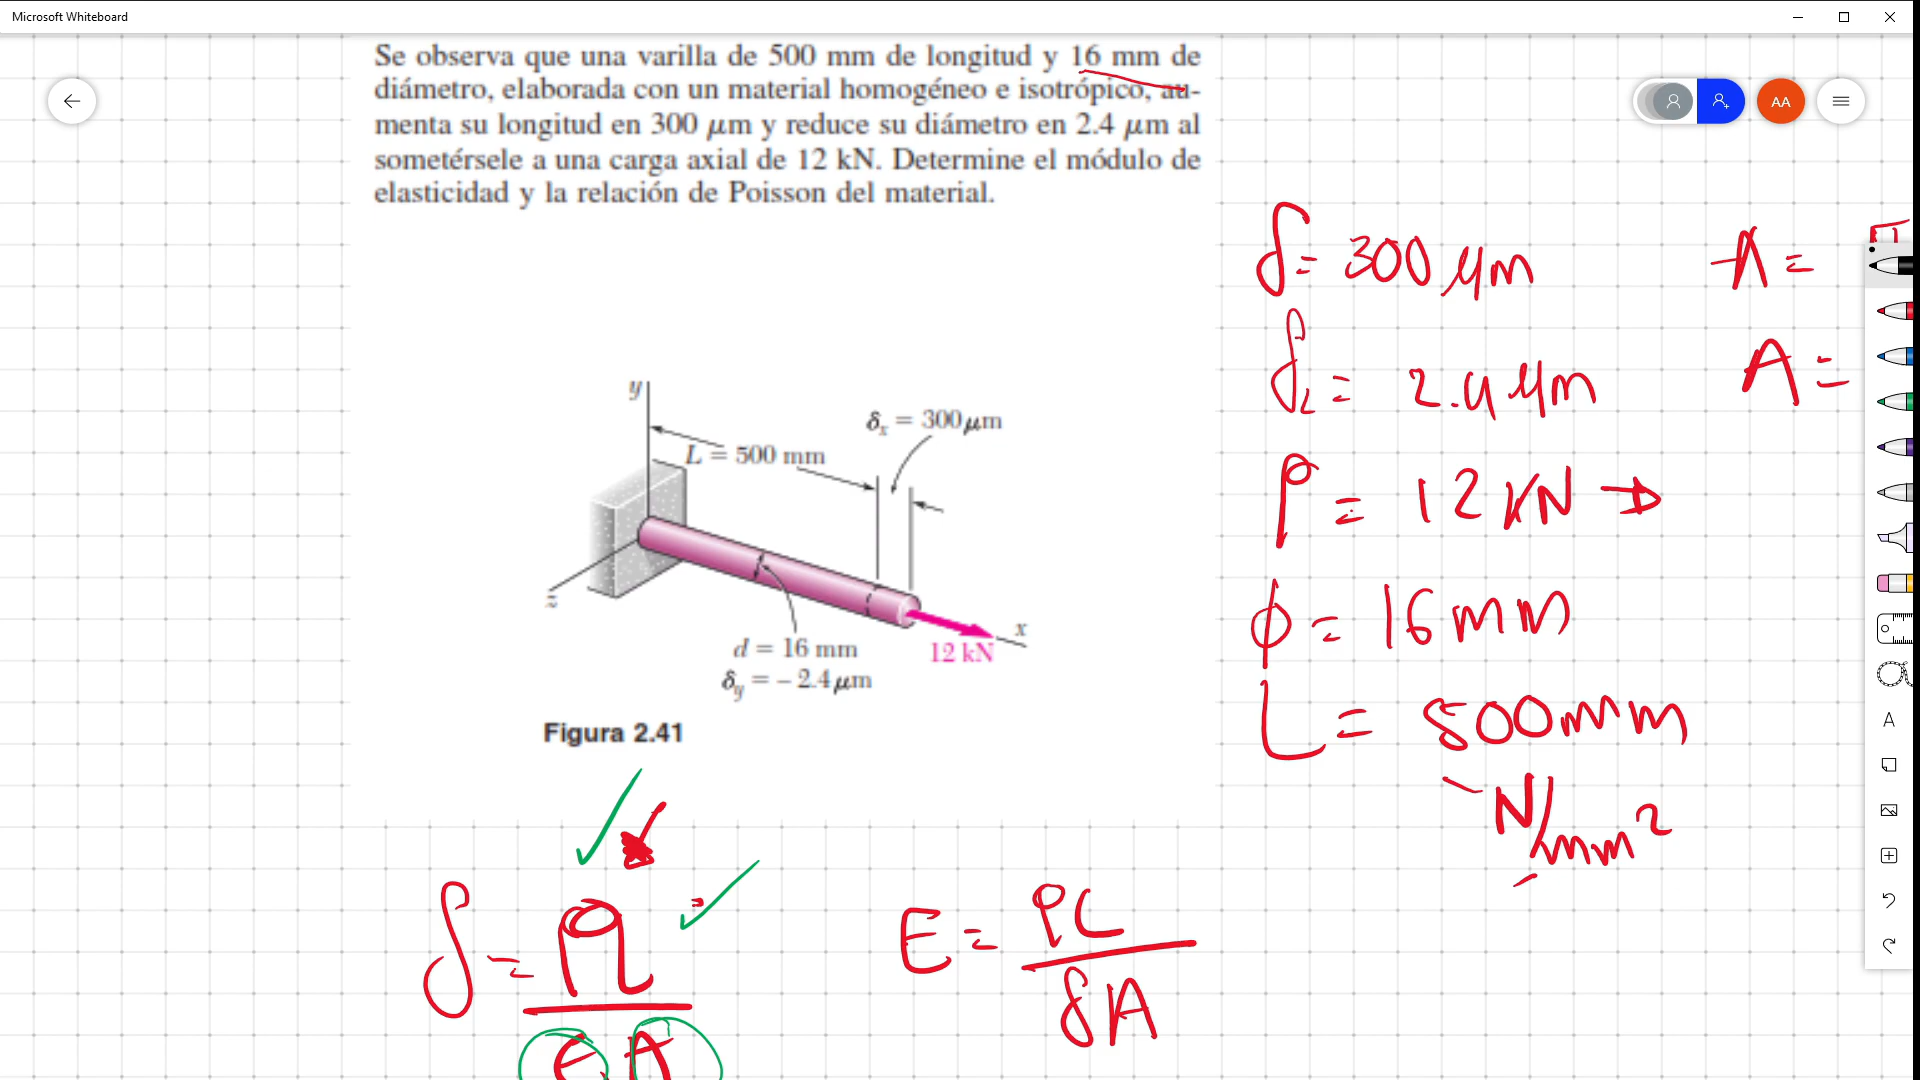 Microsoft Whiteboard
Se observa que una varilla de 500 mm de longitud y 16 mm de
diámetro, elaborada con un material homogéneo e isotrópico, au-
menta su longitud en 300 μm y reduce su diámetro en 2.4 μm al
sometérsele a una carga axial de 12 kN. Determine el módulo de
elasticidad y la relación de Poisson del material.
AA
δ = 300 μm
A =
δ₂ = 2.4 μm
A =
P = 12 KN →
ϕ = 16 mm
L = 500 mm
N/mm²
y
δx = 300 μm
L = 500 mm
z
x
d = 16 mm
12 kN
δy = – 2.4 μm
Figura 2.41
δ = PL
E A
E = PL
δA
A